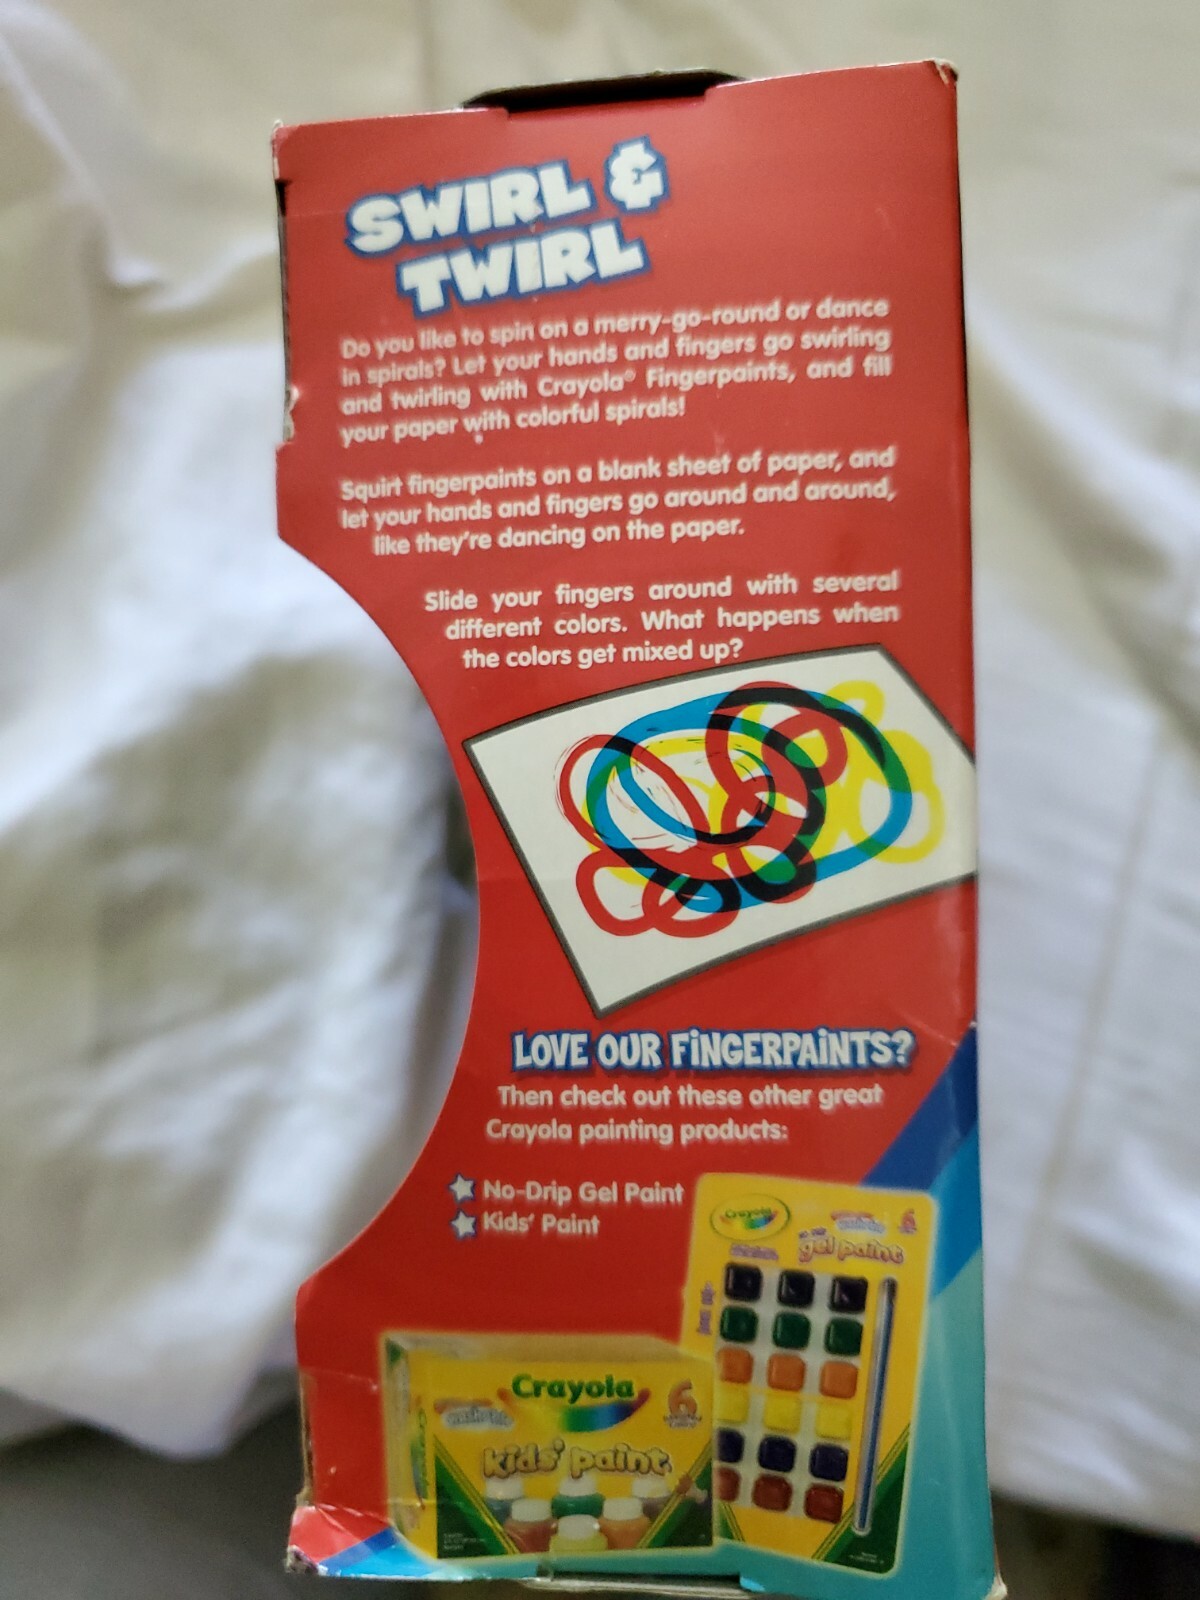 SWIRL &
TWIRL
Do you like to spin on a merry-go-round or dance
in spirals? Let your hands and fingers go swirling
and twirling with Crayola® Fingerpaints, and fill
your paper with colorful spirals!
Squirt fingerpaints on a blank sheet of paper, and
let your hands and fingers go around and around,
like they're dancing on the paper.
Slide your fingers around with several
different colors. What happens when
the colors get mixed up?
LOVE OUR FINGERPAINTS?
Then check out these other great
Crayola painting products:
No-Drip Gel Paint
Kids' Paint
Crayola
6
gel paint
Crayola
washable
6
kids' paint